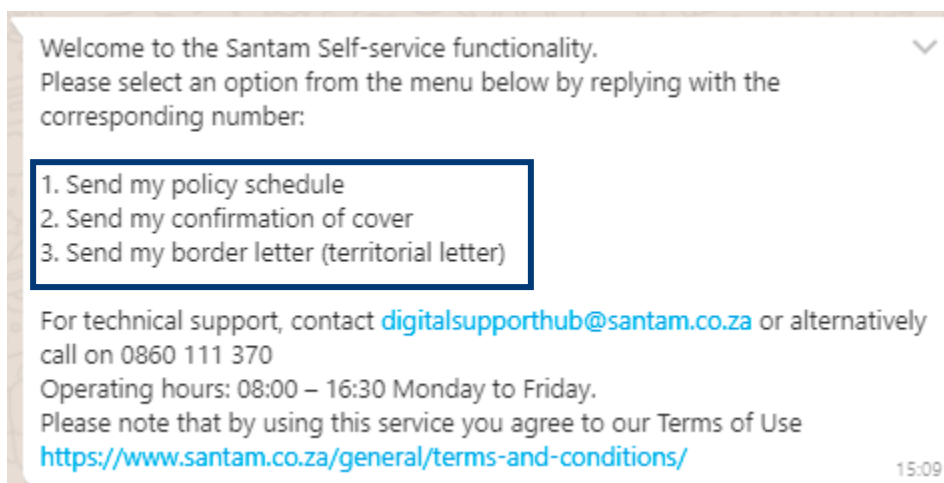 Welcome to the Santam Self-service functionality.
Please select an option from the menu below by replying with the
corresponding number:
1. Send my policy schedule
2. Send my confirmation of cover
3. Send my border letter (territorial letter)
For technical support, contact digitalsupporthub@santam.co.za or alternatively
call on 0860 111 370
Operating hours: 08:00 – 16:30 Monday to Friday.
Please note that by using this service you agree to our Terms of Use
https://www.santam.co.za/general/terms-and-conditions/
15:09